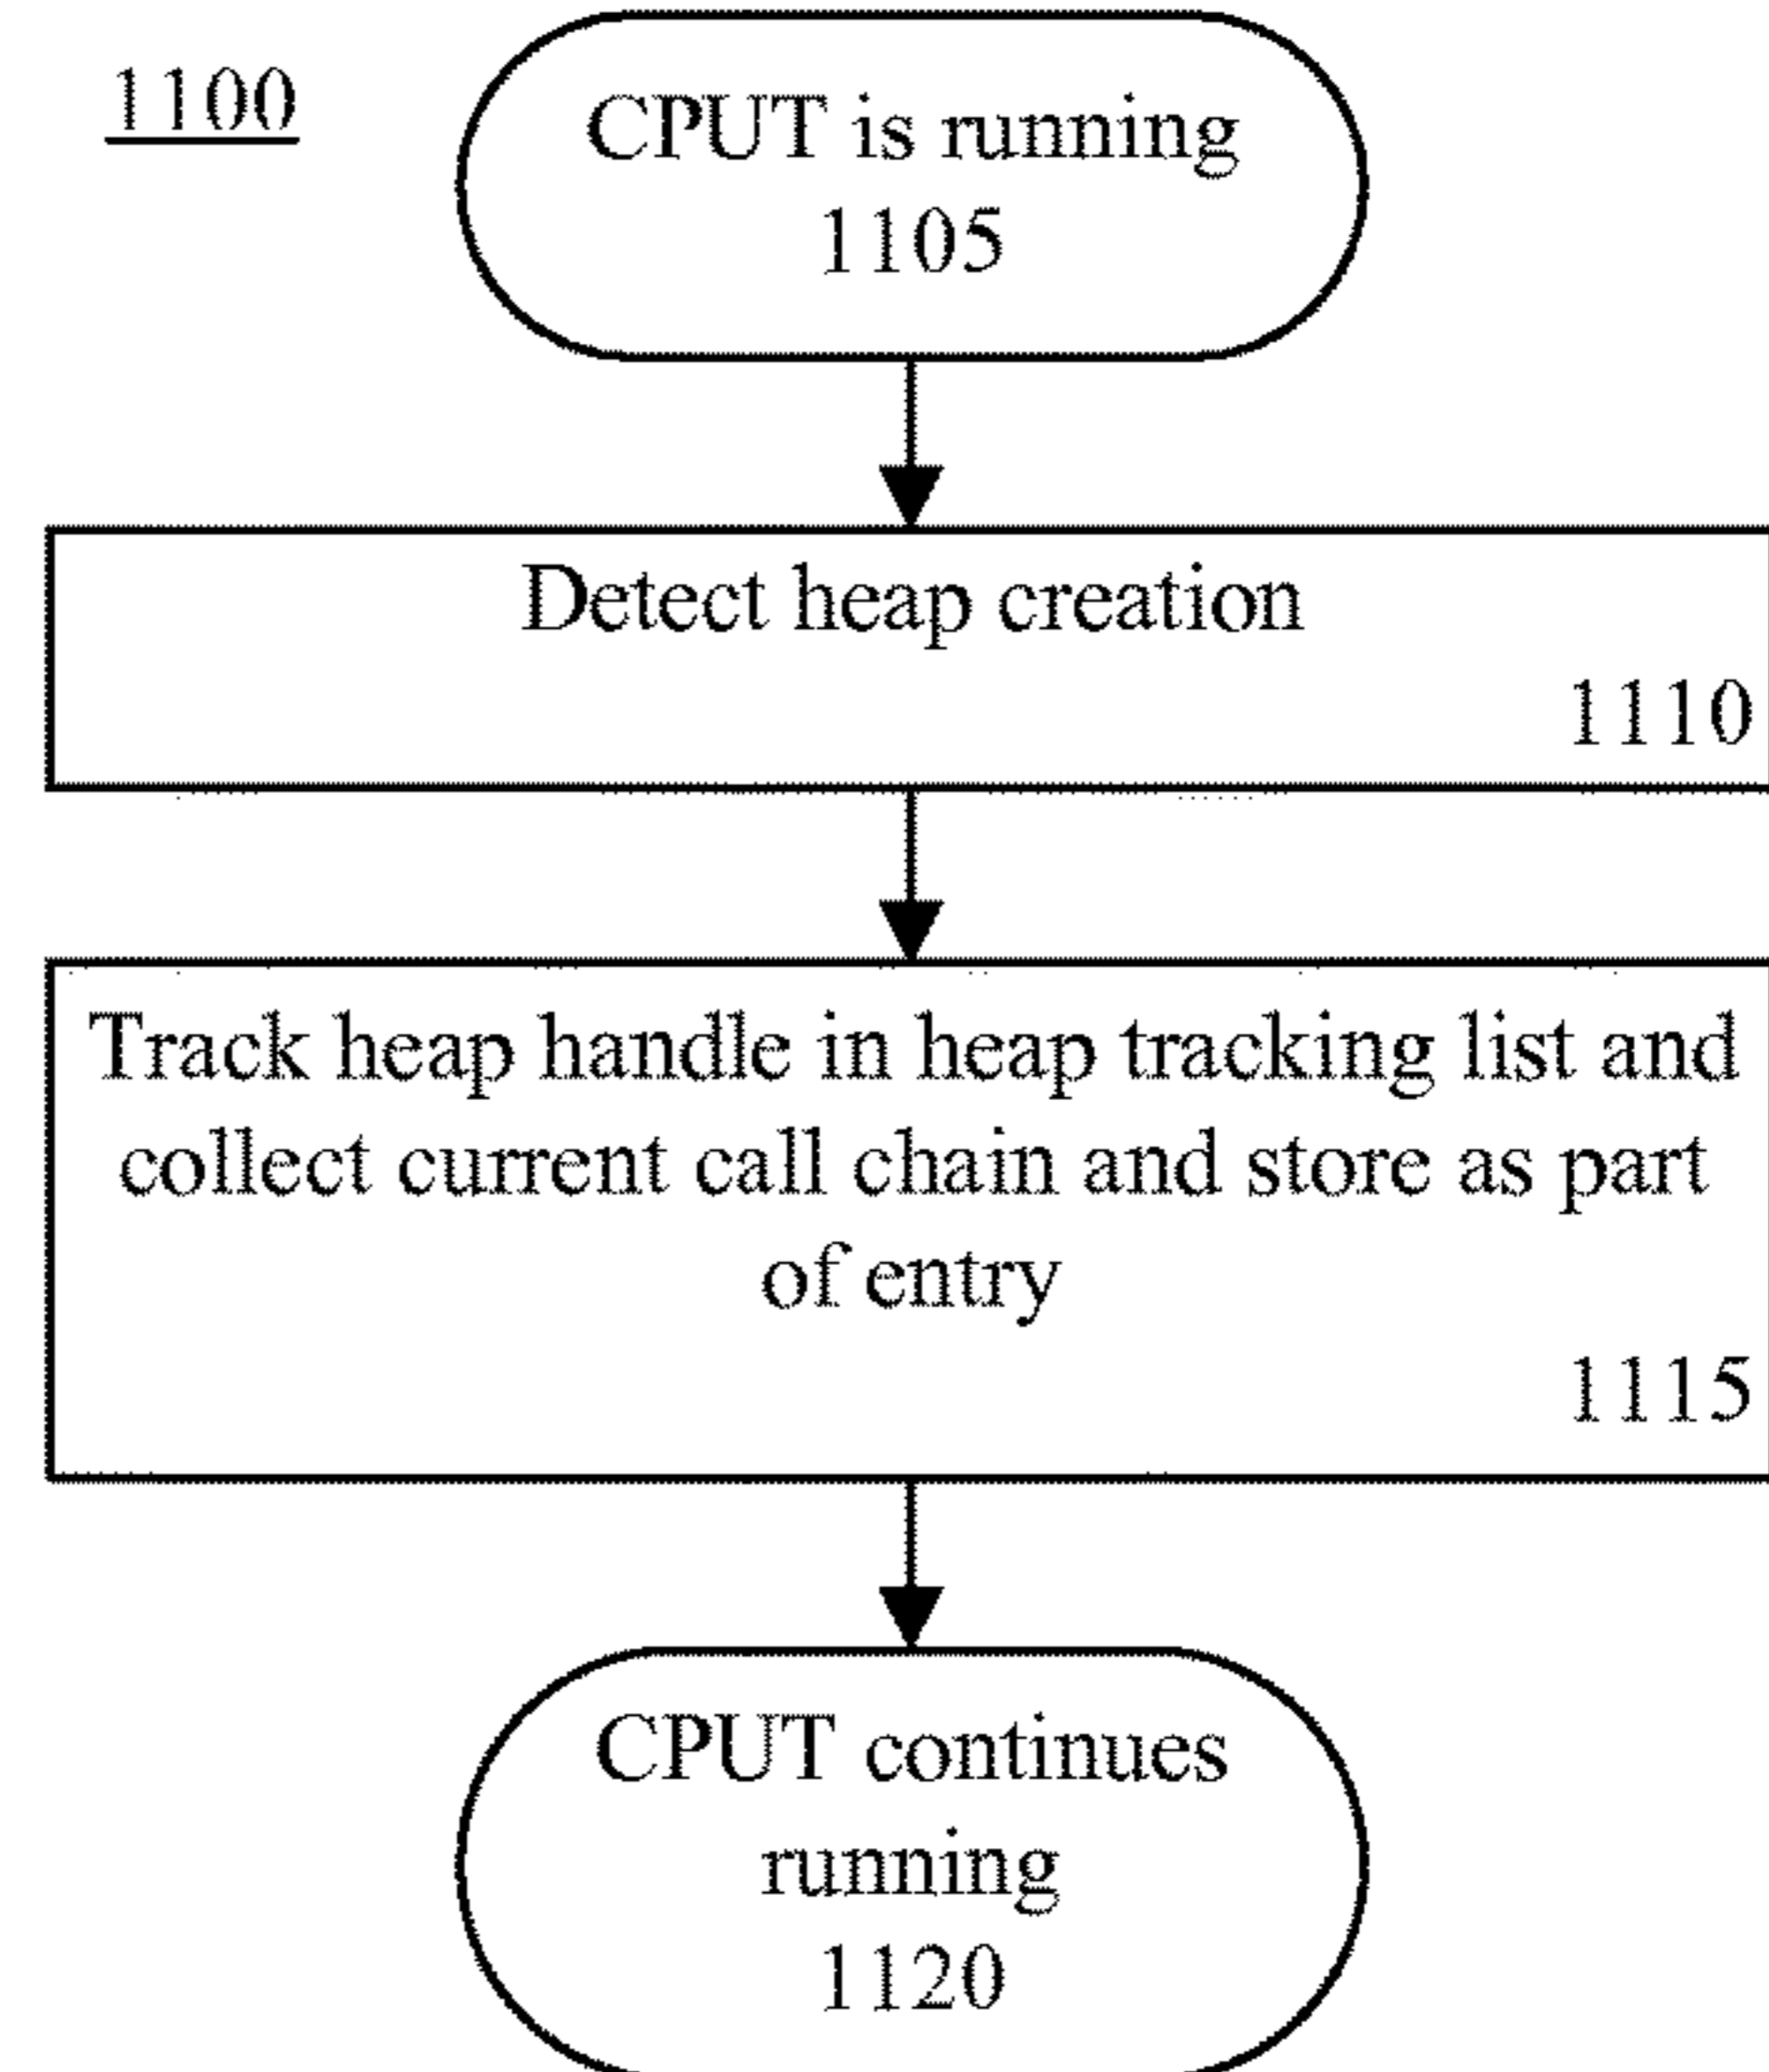 1100
CPUT is running
1105
Detect heap creation
1110
Track heap handle in heap tracking list and
collect current call chain and store as part
of entry
1115
CPUT continues
running
1120